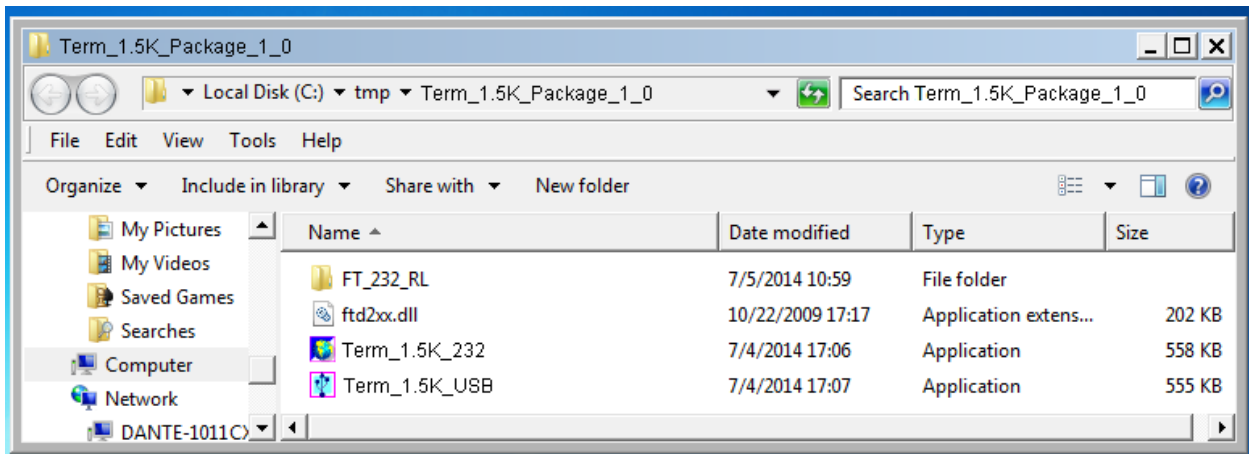 Term_1.5K_Package_1_0
Local Disk (C:) tmp Term_1.5K_Package_1_0 Search Term_1.5K_Package_1_0
File Edit View Tools Help
Organize Include in library Share with New folder
My Pictures Name Date modified Type Size
My Videos FT_232_RL 7/5/2014 10:59 File folder
Saved Games ftd2xx.dll 10/22/2009 17:17 Application extens... 202 KB
Searches Term_1.5K_232 7/4/2014 17:06 Application 558 KB
Computer Term_1.5K_USB 7/4/2014 17:07 Application 555 KB
Network
DANTE-1011C